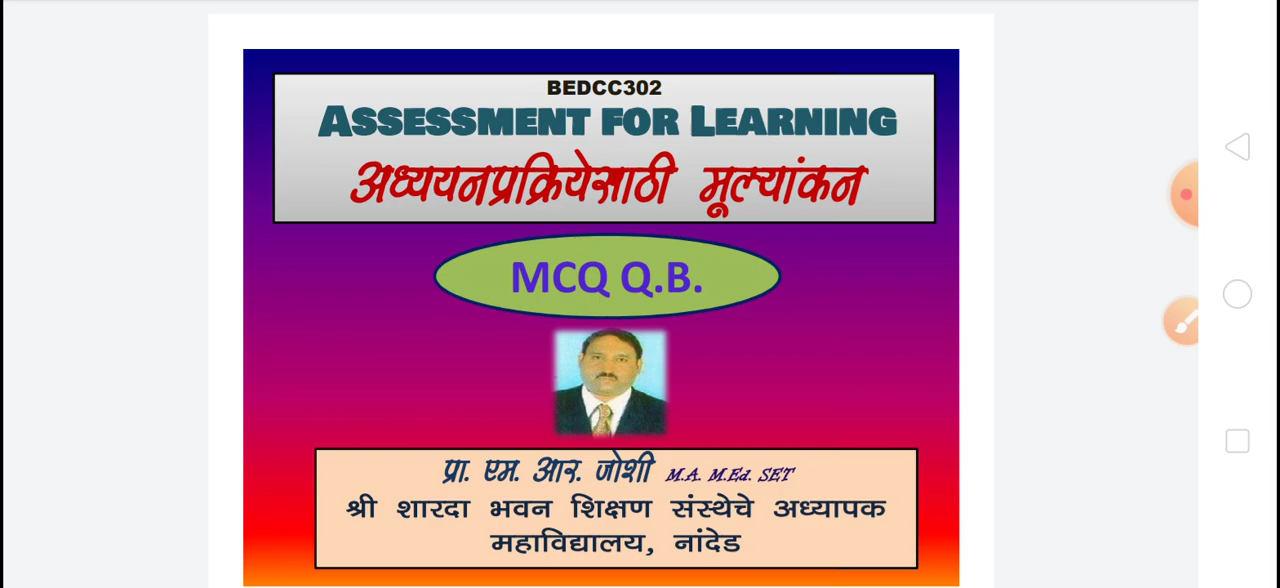 BEDCC302
ASSESSMENT FOR LEARNING
अध्ययनप्रक्रियेसाठी मूल्यांकन
MCQ Q.B.
प्रा. एम. आर. जोशी M.A. M.Ed. SET
श्री शारदा भवन शिक्षण संस्थेचे अध्यापक
महाविद्यालय, नांदेड